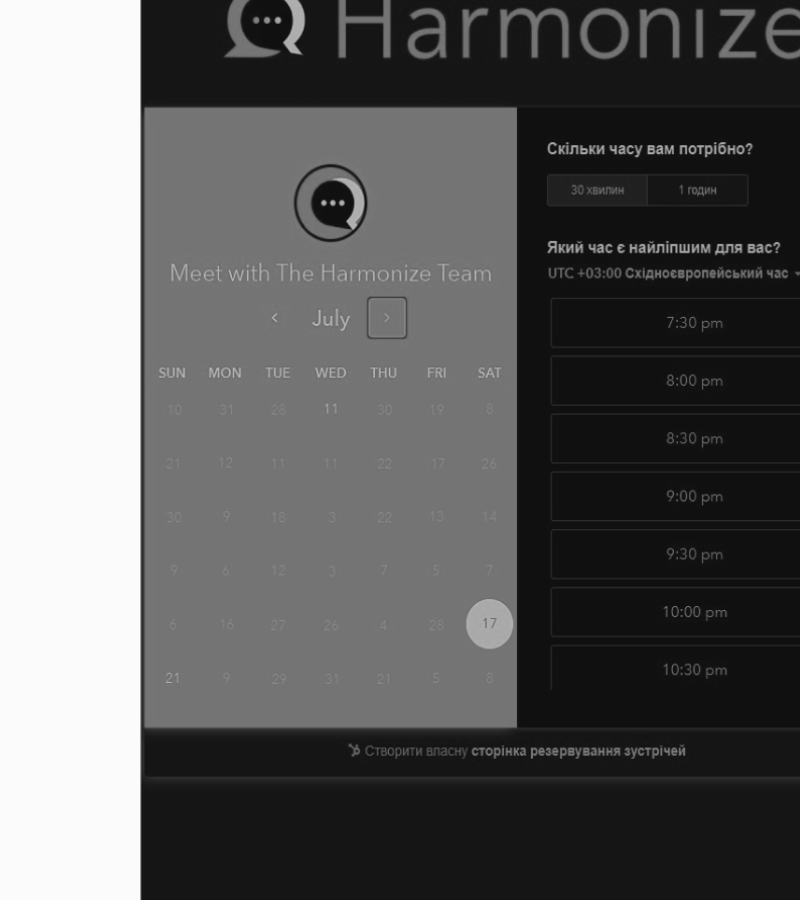 Harmonize
Meet with The Harmonize Team
July
SUN MON TUE WED THU FRI SAT
10 31 28 11 30 19 8
21 12 11 11 22 17 26
30 9 18 3 22 13 14
9 6 12 3 7 5 7
6 16 27 26 4 28 17
21 9 29 31 21 5 8
Скільки часу вам потрібно?
30 хвилин 1 годин
Який час є найліпшим для вас?
UTC +03:00 Східноєвропейський час
7:30 pm
8:00 pm
8:30 pm
9:00 pm
9:30 pm
10:00 pm
10:30 pm
Створити власну сторінка резервування зустрічей